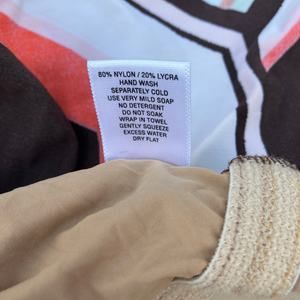 80% NYLON / 20% LYCRA
HAND WASH
SEPARATELY COLD
USE VERY MILD SOAP
NO DETERGENT
DO NOT SOAK
WRAP IN TOWEL
GENTLY SQUEEZE
EXCESS WATER
DRY FLAT